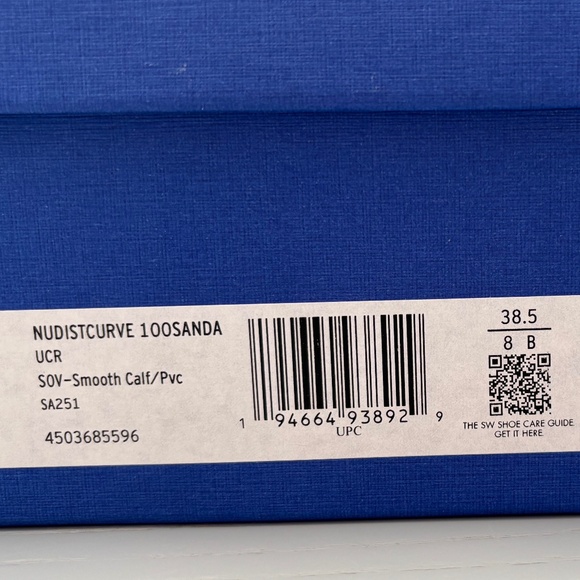 NUDISTCURVE 100SANDA
UCR
SOV-Smooth Calf/Pvc
SA251
4503685596
1 94664 93892 9
UPC
38.5
8 B
THE SW SHOE CARE GUIDE.
GET IT HERE.